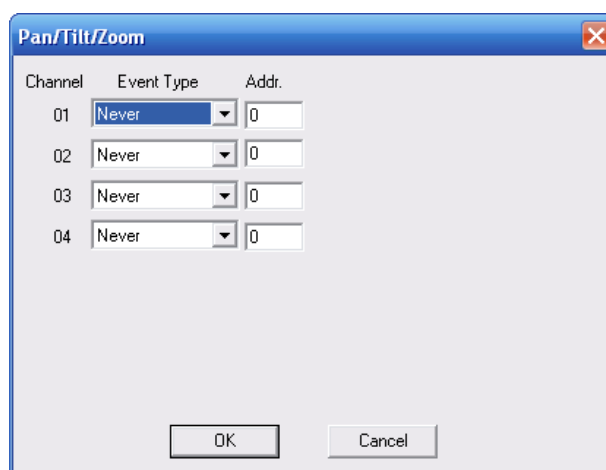 Pan/Tilt/Zoom
Channel Event Type Addr.
01 Never 0
02 Never 0
03 Never 0
04 Never 0
OK Cancel